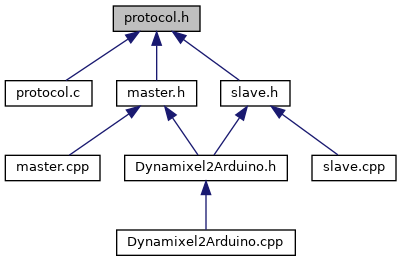 protocol.h
protocol.c
master.h
slave.h
master.cpp
Dynamixel2Arduino.h
slave.cpp
Dynamixel2Arduino.cpp